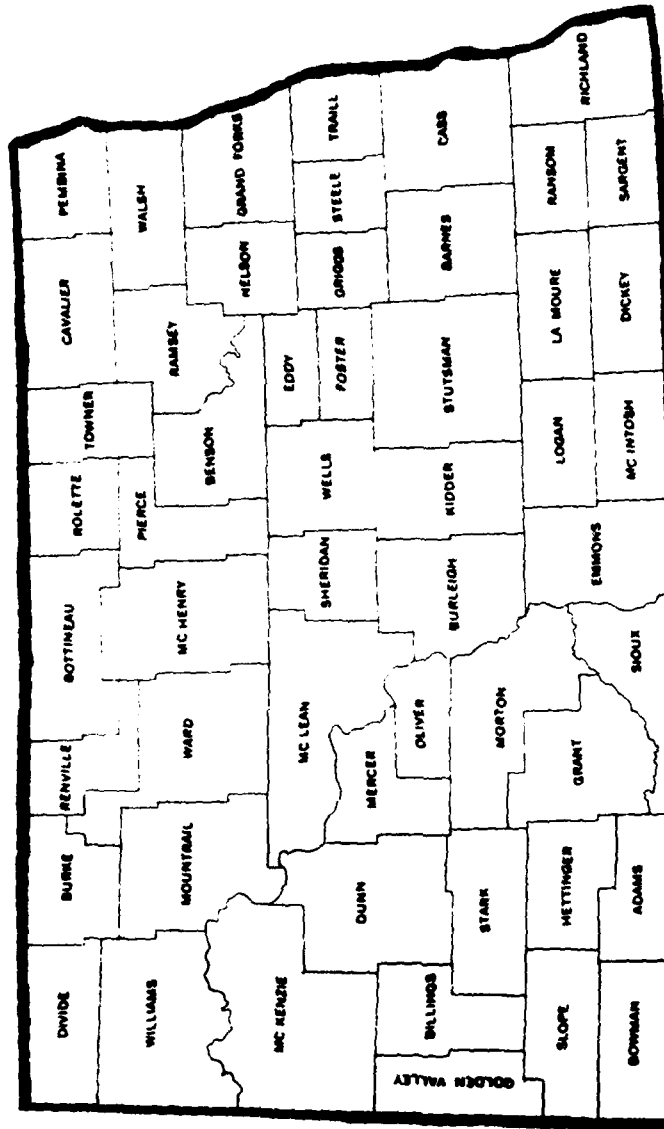 DIVIDE
BURKE
RENVILLE
BOTTINEAU
ROLETTE
TOWNER
CAVALIER
PEMBINA
WILLIAMS
MOUNTRAIL
WARD
MC HENRY
PIERCE
BENSON
RAMSEY
WALSH
NELSON
GRAND FORKS
MC KENZIE
DUNN
MERCER
MC LEAN
SHERIDAN
WELLS
EDDY
FOSTER
GRIGGS
STEELE
TRAILL
GOLDEN VALLEY
BILLINGS
STARK
OLIVER
MORTON
BURLEIGH
KIDDER
STUTSMAN
BARNES
CASS
SLOPE
HETTINGER
GRANT
EMMONS
LOGAN
LA MOURE
RANSOM
RICHLAND
BOWMAN
ADAMS
SIOUX
MC INTOSH
DICKEY
SARGENT